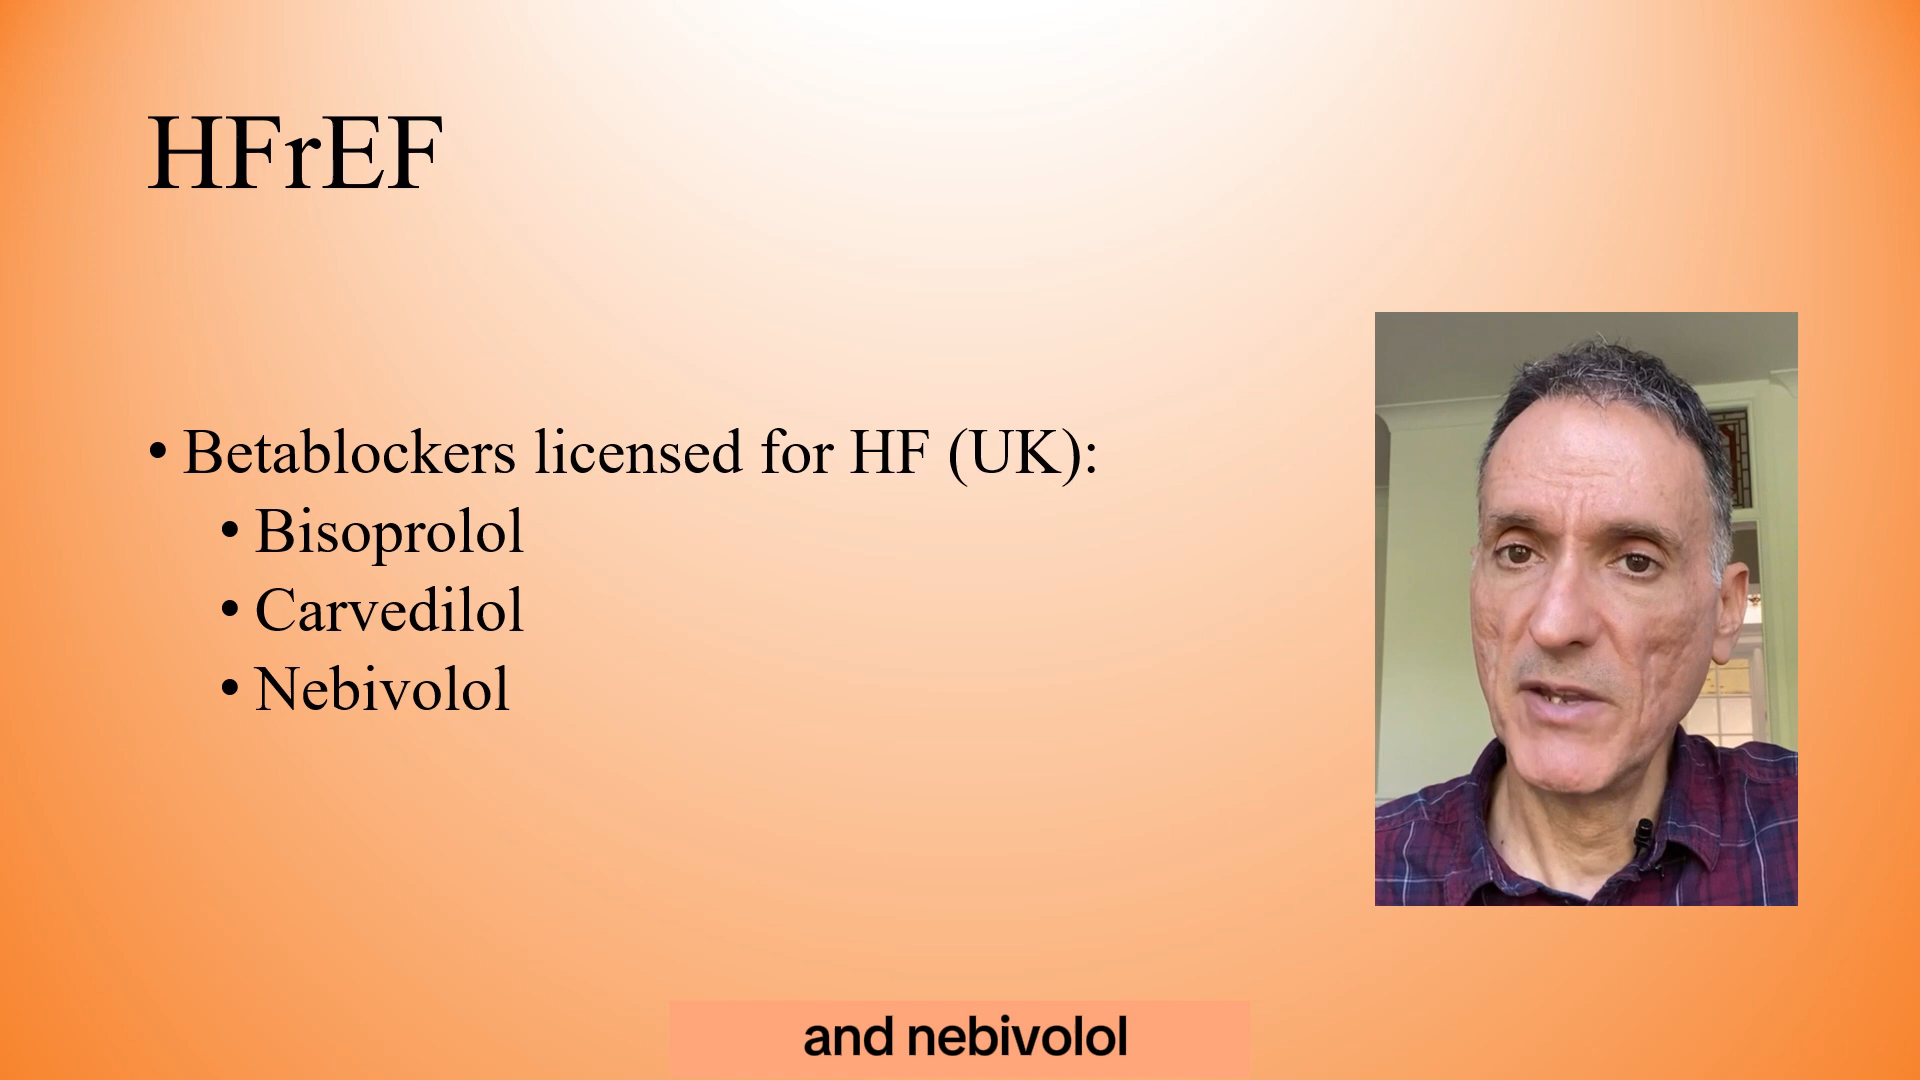 HFrEF
• Betablockers licensed for HF (UK):
• Bisoprolol
• Carvedilol
• Nebivolol
and nebivolol